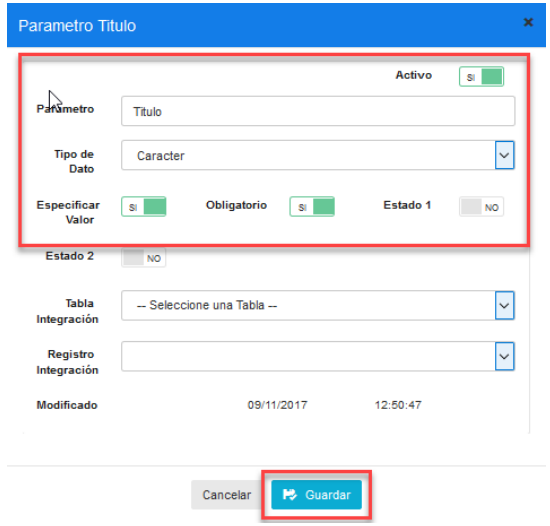 Parametro Titulo
Activo SI
Parámetro Titulo
Tipo de Dato Caracter
Especificar Valor SI Obligatorio SI Estado 1 NO
Estado 2 NO
Tabla Integración -- Seleccione una Tabla --
Registro Integración
Modificado 09/11/2017 12:50:47
Cancelar Guardar